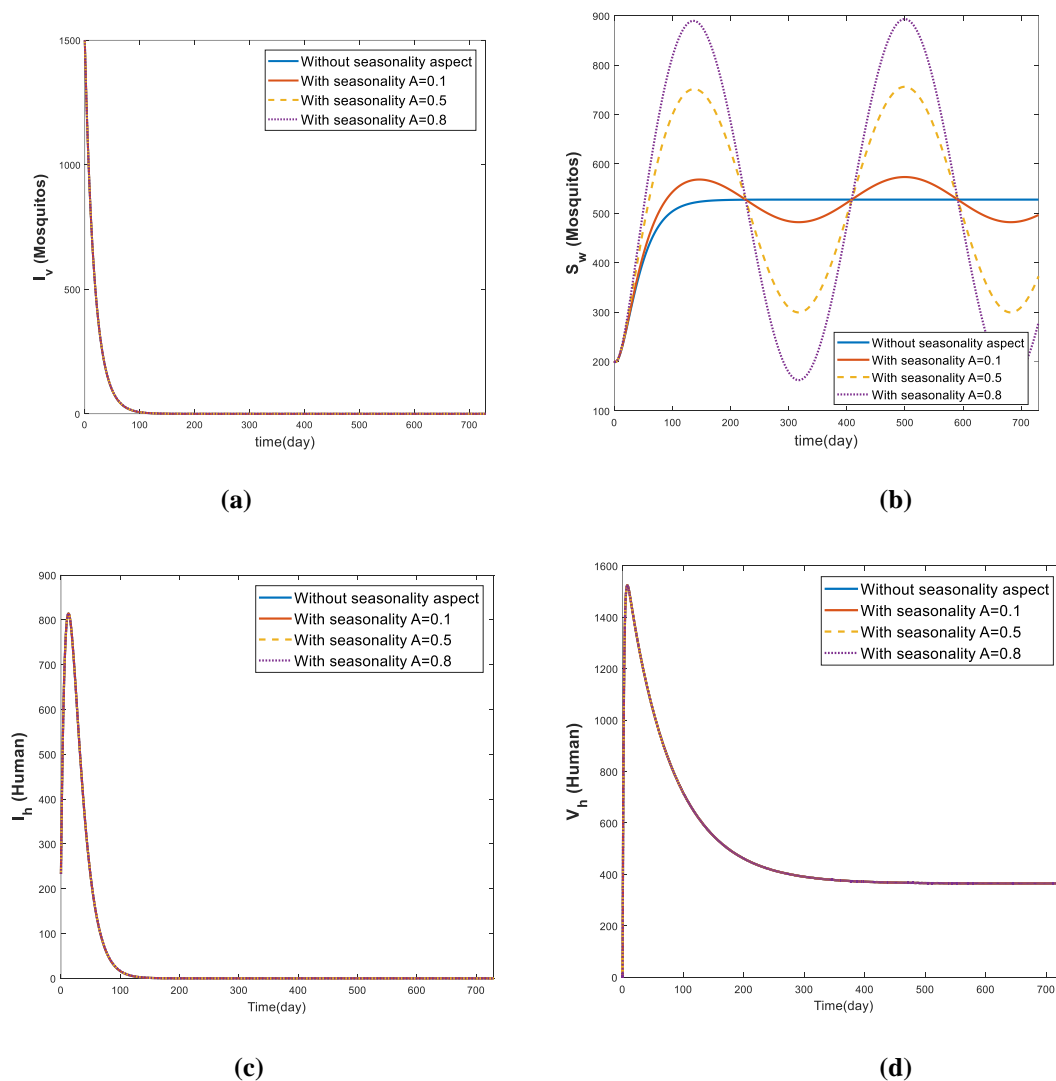 1500
1000
500
0
I_v (Mosquitos)
Without seasonality aspect
With seasonality A=0.1
With seasonality A=0.5
With seasonality A=0.8
0 100 200 300 400 500 600 700
time(day)
(a)
900
800
700
600
500
400
300
200
100
S_w (Mosquitos)
Without seasonality aspect
With seasonality A=0.1
With seasonality A=0.5
With seasonality A=0.8
0 100 200 300 400 500 600 700
time(day)
(b)
900
800
700
600
500
400
300
200
100
0
I_h (Human)
Without seasonality aspect
With seasonality A=0.1
With seasonality A=0.5
With seasonality A=0.8
0 100 200 300 400 500 600 700
Time(day)
(c)
1600
1400
1200
1000
800
600
400
200
0
V_h (Human)
Without seasonality aspect
With seasonality A=0.1
With seasonality A=0.5
With seasonality A=0.8
0 100 200 300 400 500 600 700
Time(day)
(d)